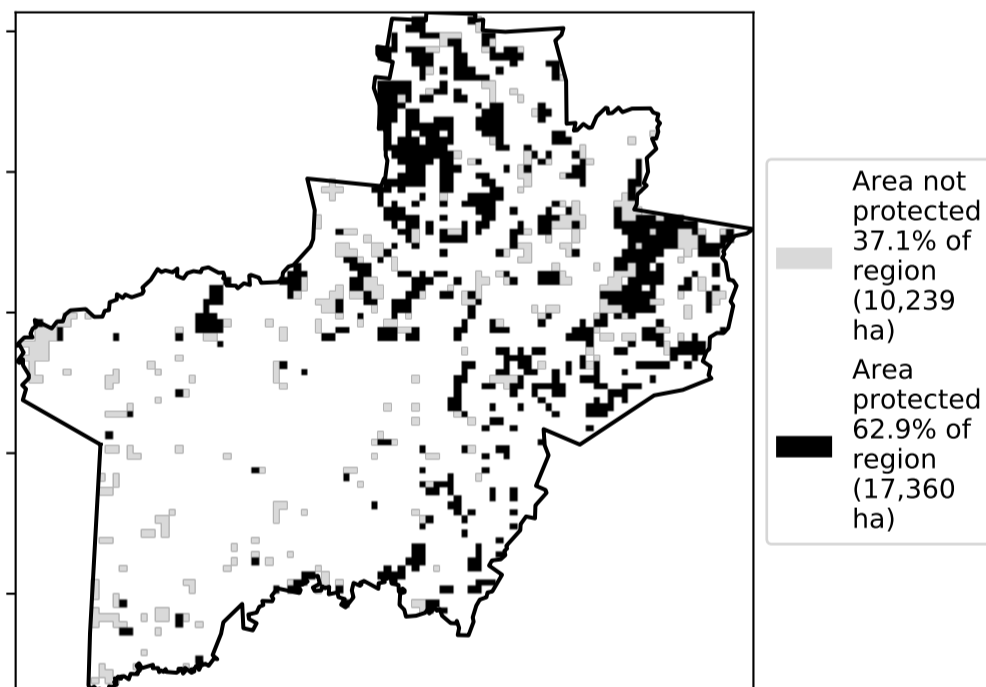 Area not
protected
37.1% of
region
(10,239
ha)
Area
protected
62.9% of
region
(17,360
ha)